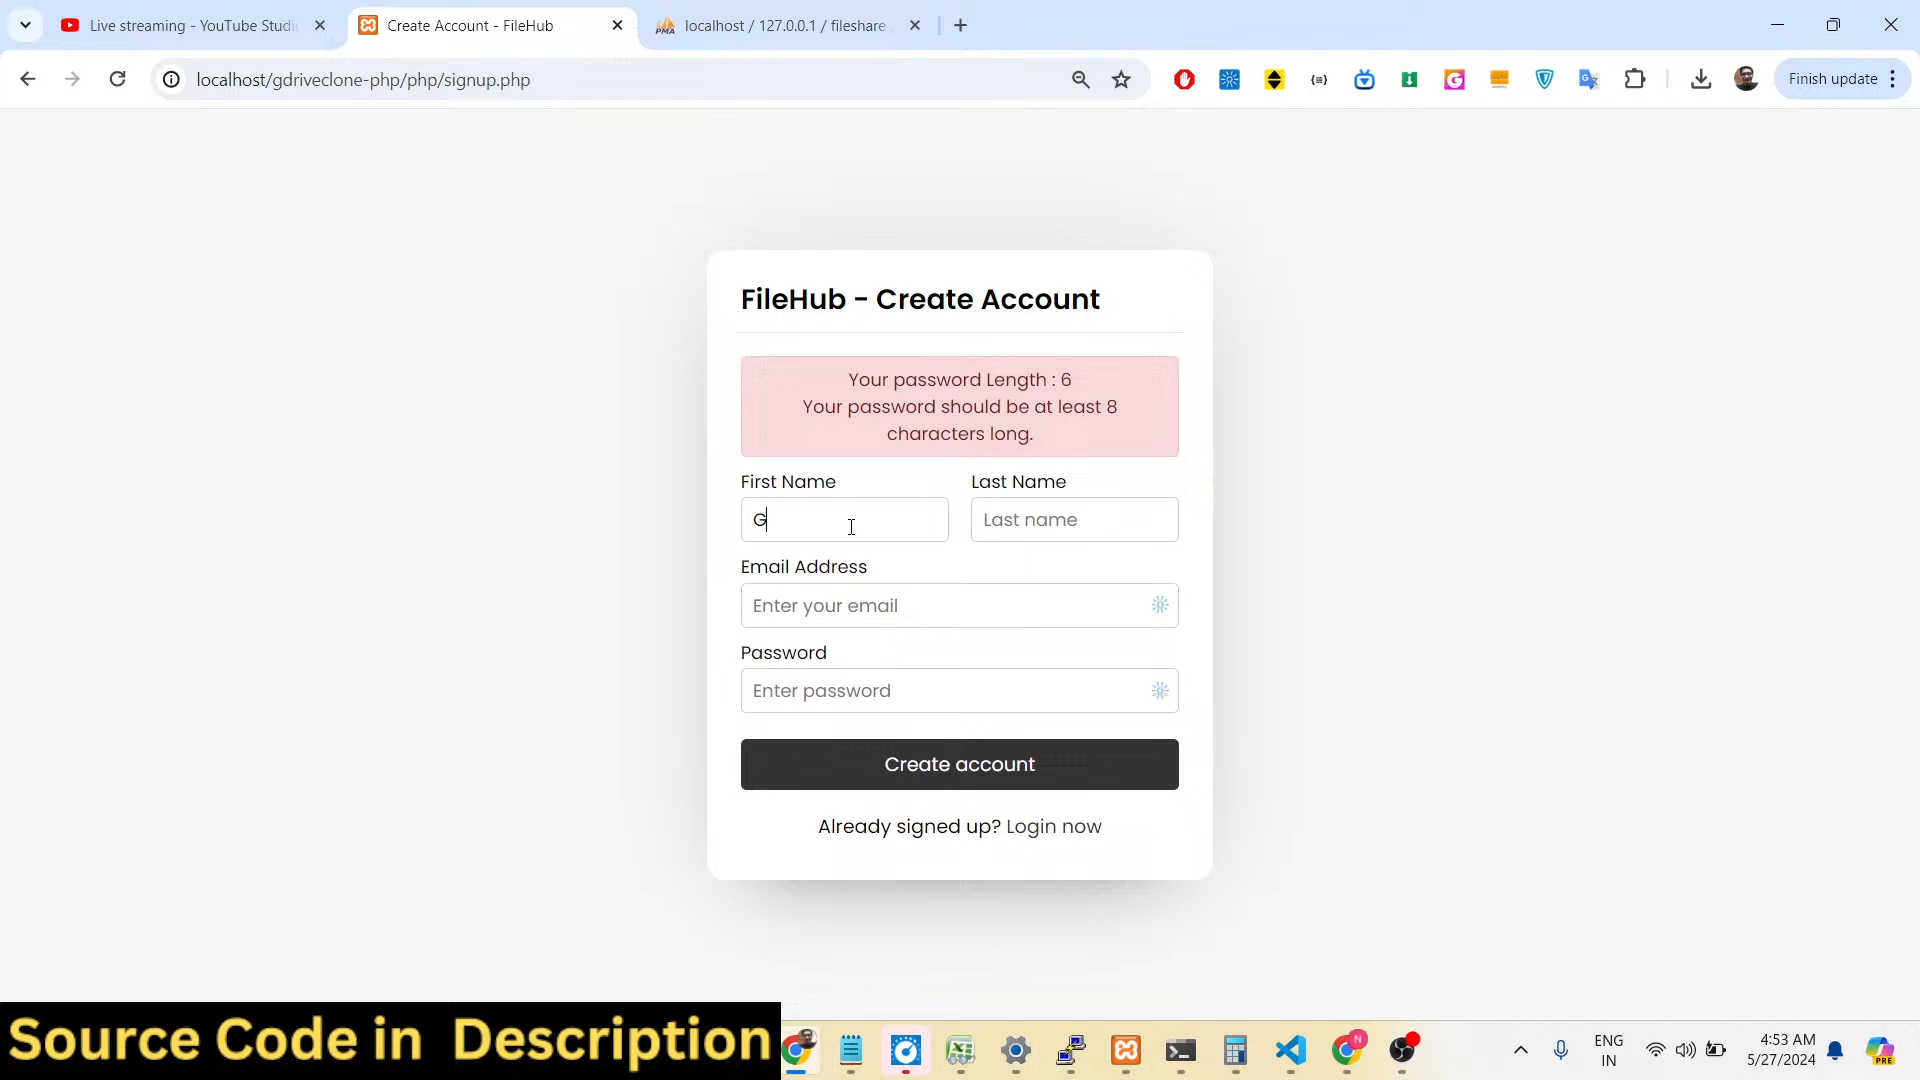 Live streaming - YouTube Studi
Create Account - FileHub
localhost / 127.0.0.1 / fileshare
localhost/gdriveclone-php/php/signup.php
Finish update
FileHub - Create Account
Your password Length : 6
Your password should be at least 8
characters long.
First Name
Last Name
G
Last name
Email Address
Enter your email
Password
Enter password
Create account
Already signed up? Login now
Source Code in Description
ENG
IN
4:53 AM
5/27/2024